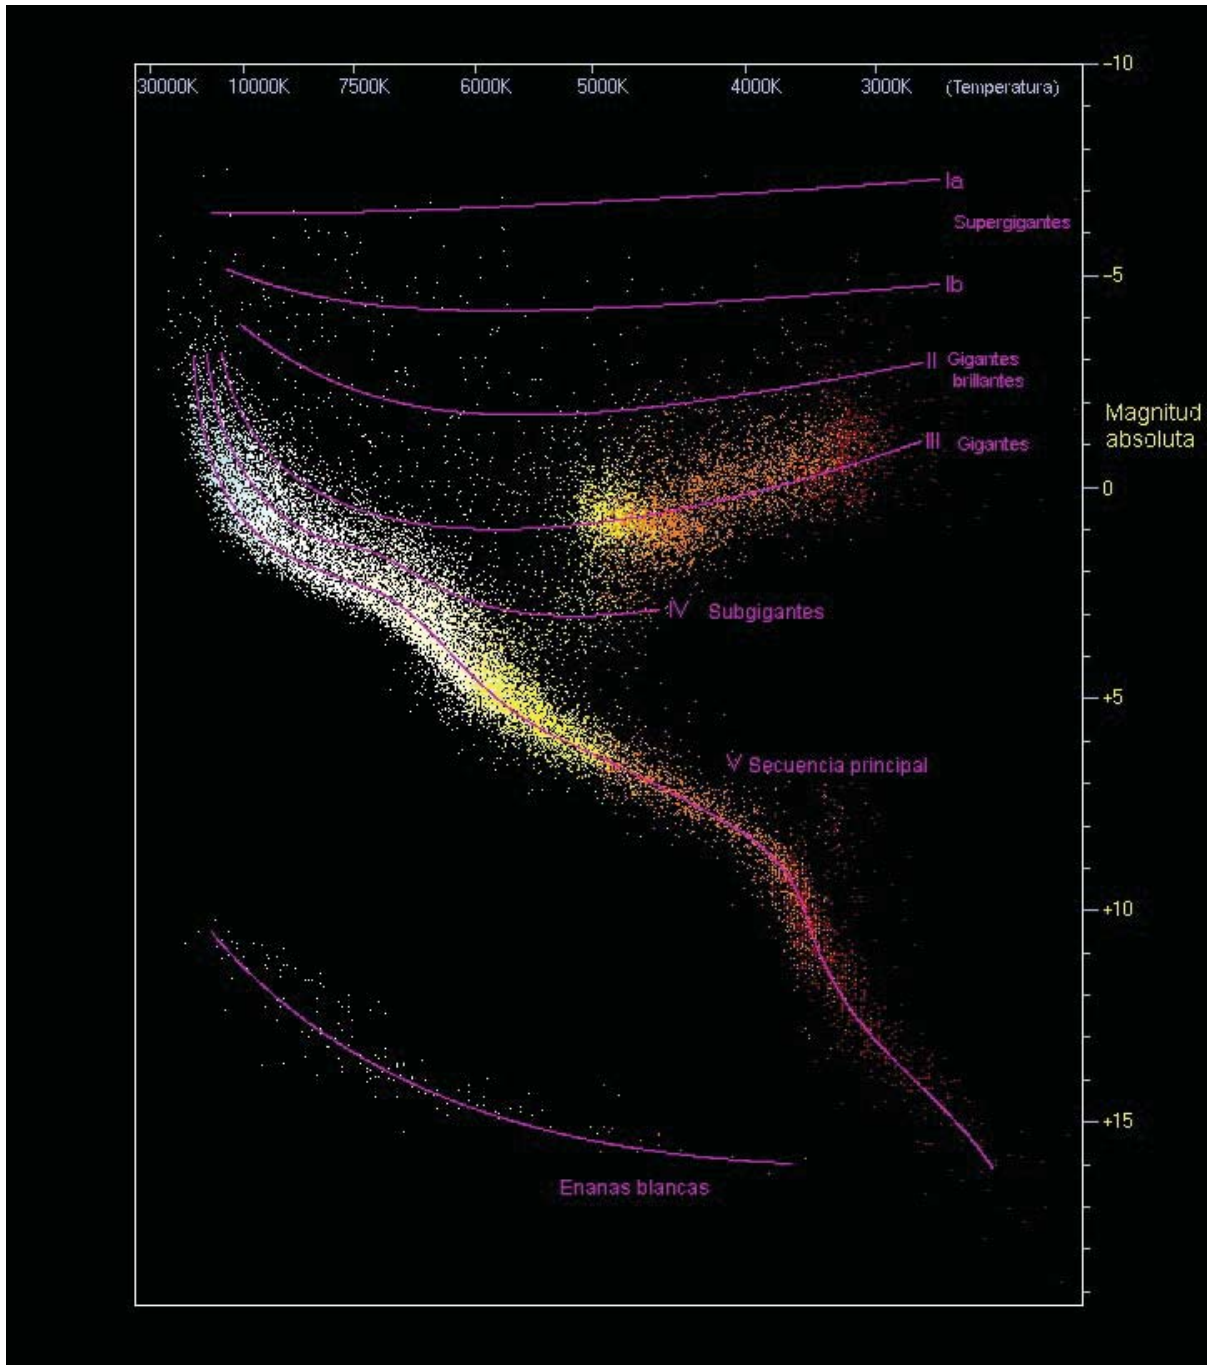 −10
30000K 10000K 7500K 6000K 5000K 4000K 3000K (Temperatura)
Ia
Supergigantes
−5
Ib
II Gigantes
brillantes
Magnitud
absoluta
III Gigantes
0
IV Subgigantes
+5
V Secuencia principal
+10
+15
Enanas blancas